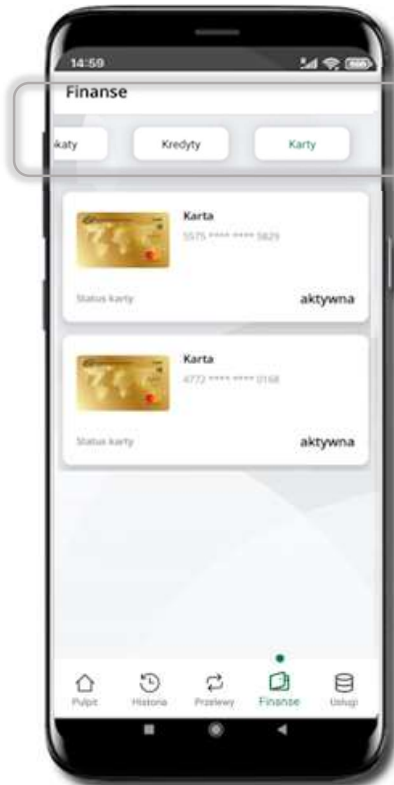 14:59
Finanse
katy
Kredyty
Karty
Karta
5575 **** **** 5829
Status karty
aktywna
Karta
4772 **** **** 0168
Status karty
aktywna
Pulpit
Historia
Przelewy
Finanse
Usługi